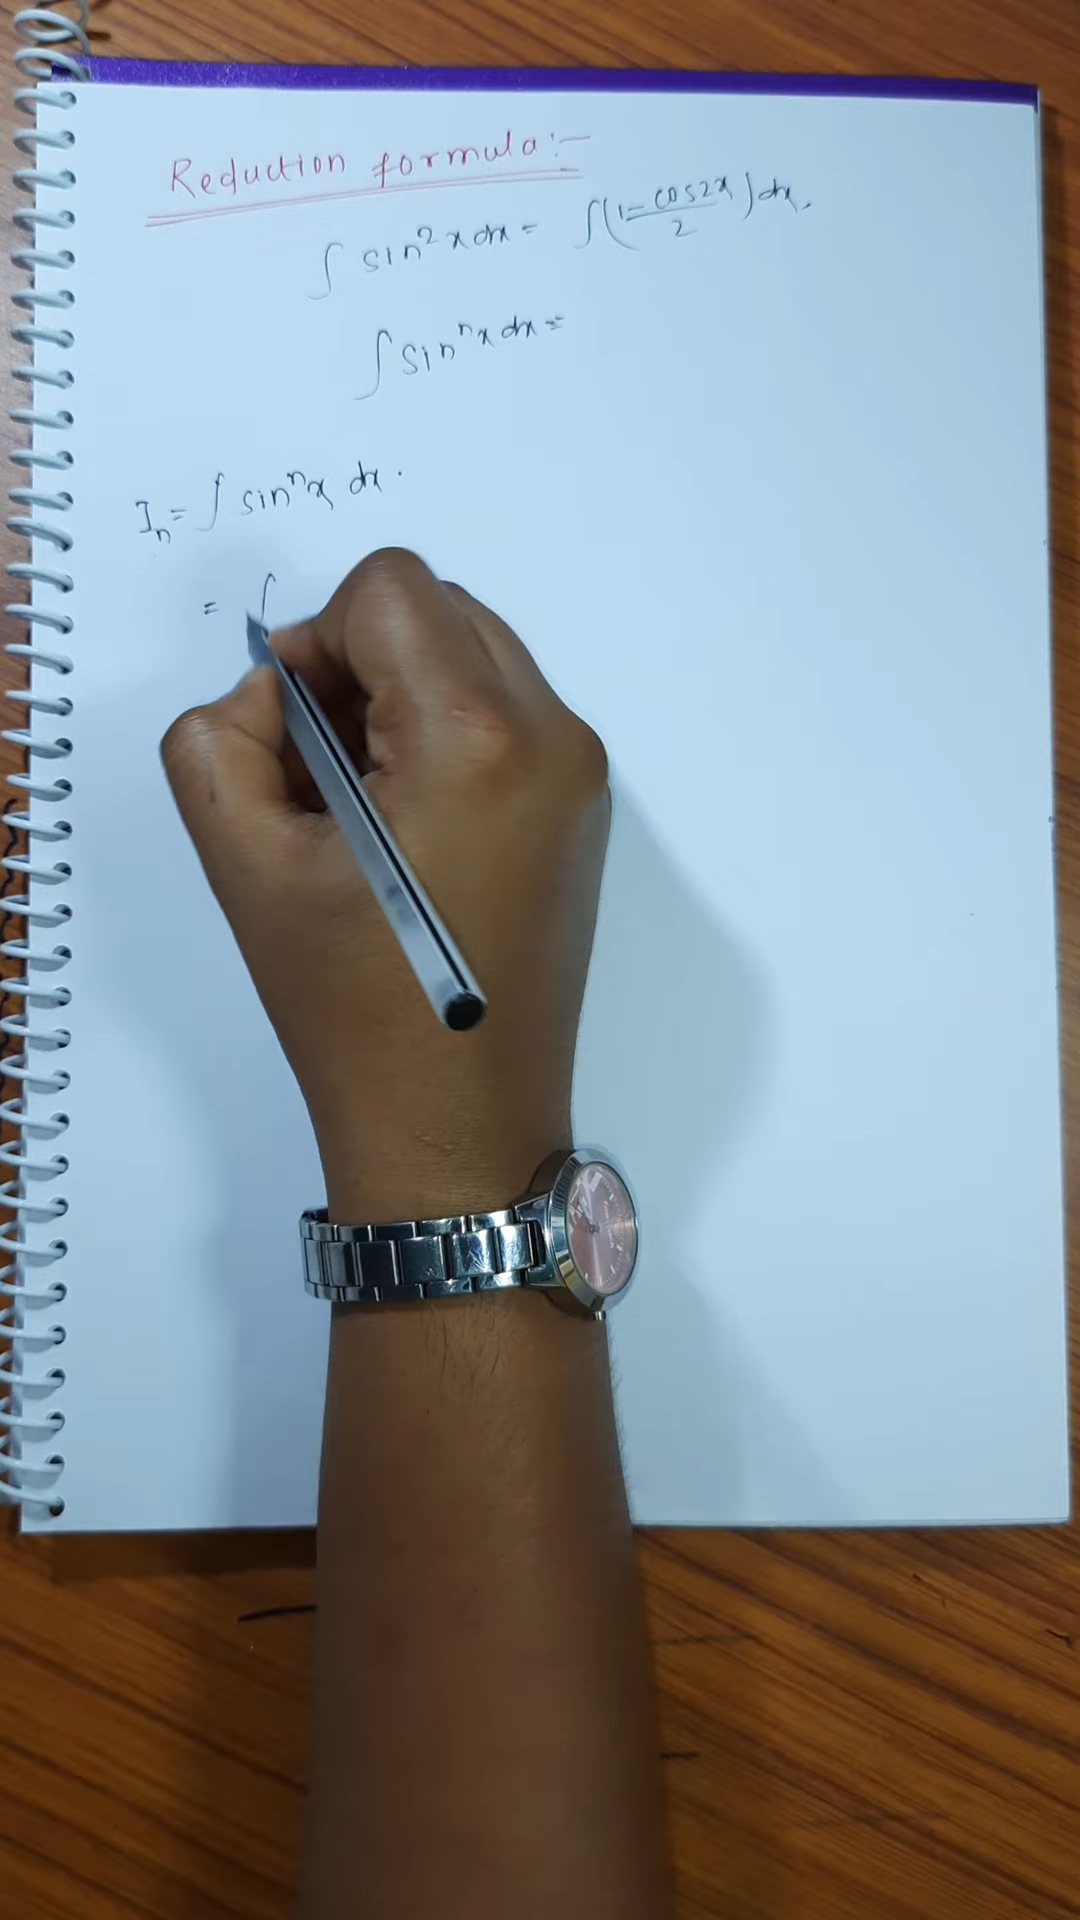 Reduction formula:-
∫ sin²x dx = ∫(1-cos2x/2)dx.
∫ sinⁿx dx =
Iₙ = ∫ sinⁿx dx.
= ∫